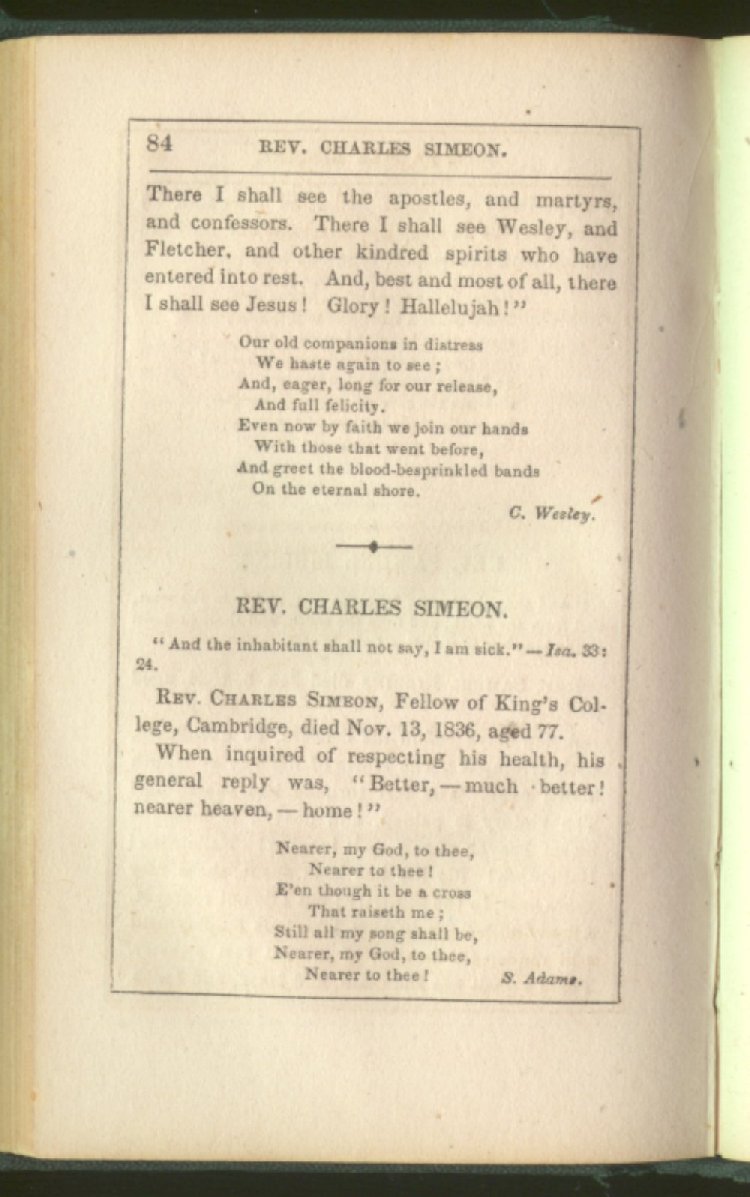 84 REV. CHARLES SIMEON.
There I shall see the apostles, and martyrs,
and confessors. There I shall see Wesley, and
Fletcher, and other kindred spirits who have
entered into rest. And, best and most of all, there
I shall see Jesus! Glory! Hallelujah!"
Our old companions in distress
We haste again to see;
And, eager, long for our release,
And full felicity.
Even now by faith we join our hands
With those that went before,
And greet the blood-besprinkled bands
On the eternal shore.
C. Wesley.
REV. CHARLES SIMEON.
"And the inhabitant shall not say, I am sick." — Isa. 33:
24.
REV. CHARLES SIMEON, Fellow of King's Col-
lege, Cambridge, died Nov. 13, 1836, aged 77.
When inquired of respecting his health, his
general reply was, "Better, — much better!
nearer heaven, — home!"
Nearer, my God, to thee,
Nearer to thee!
E'en though it be a cross
That raiseth me;
Still all my song shall be,
Nearer, my God, to thee,
Nearer to thee! S. Adams.